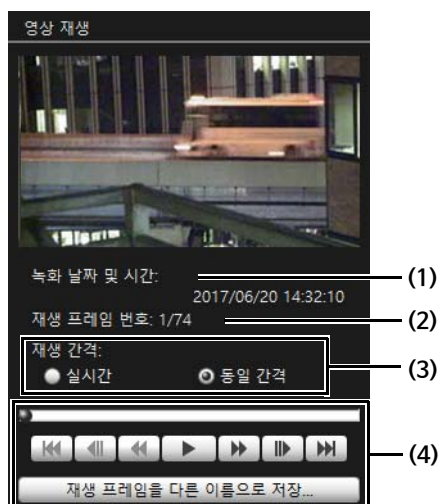 영상 재생
녹화 날짜 및 시간:
(1)
2017/06/20 14:32:10
재생 프레임 번호: 1/74
(2)
재생 간격:
실시간
동일 간격
(3)
(4)
재생 프레임을 다른 이름으로 저장...